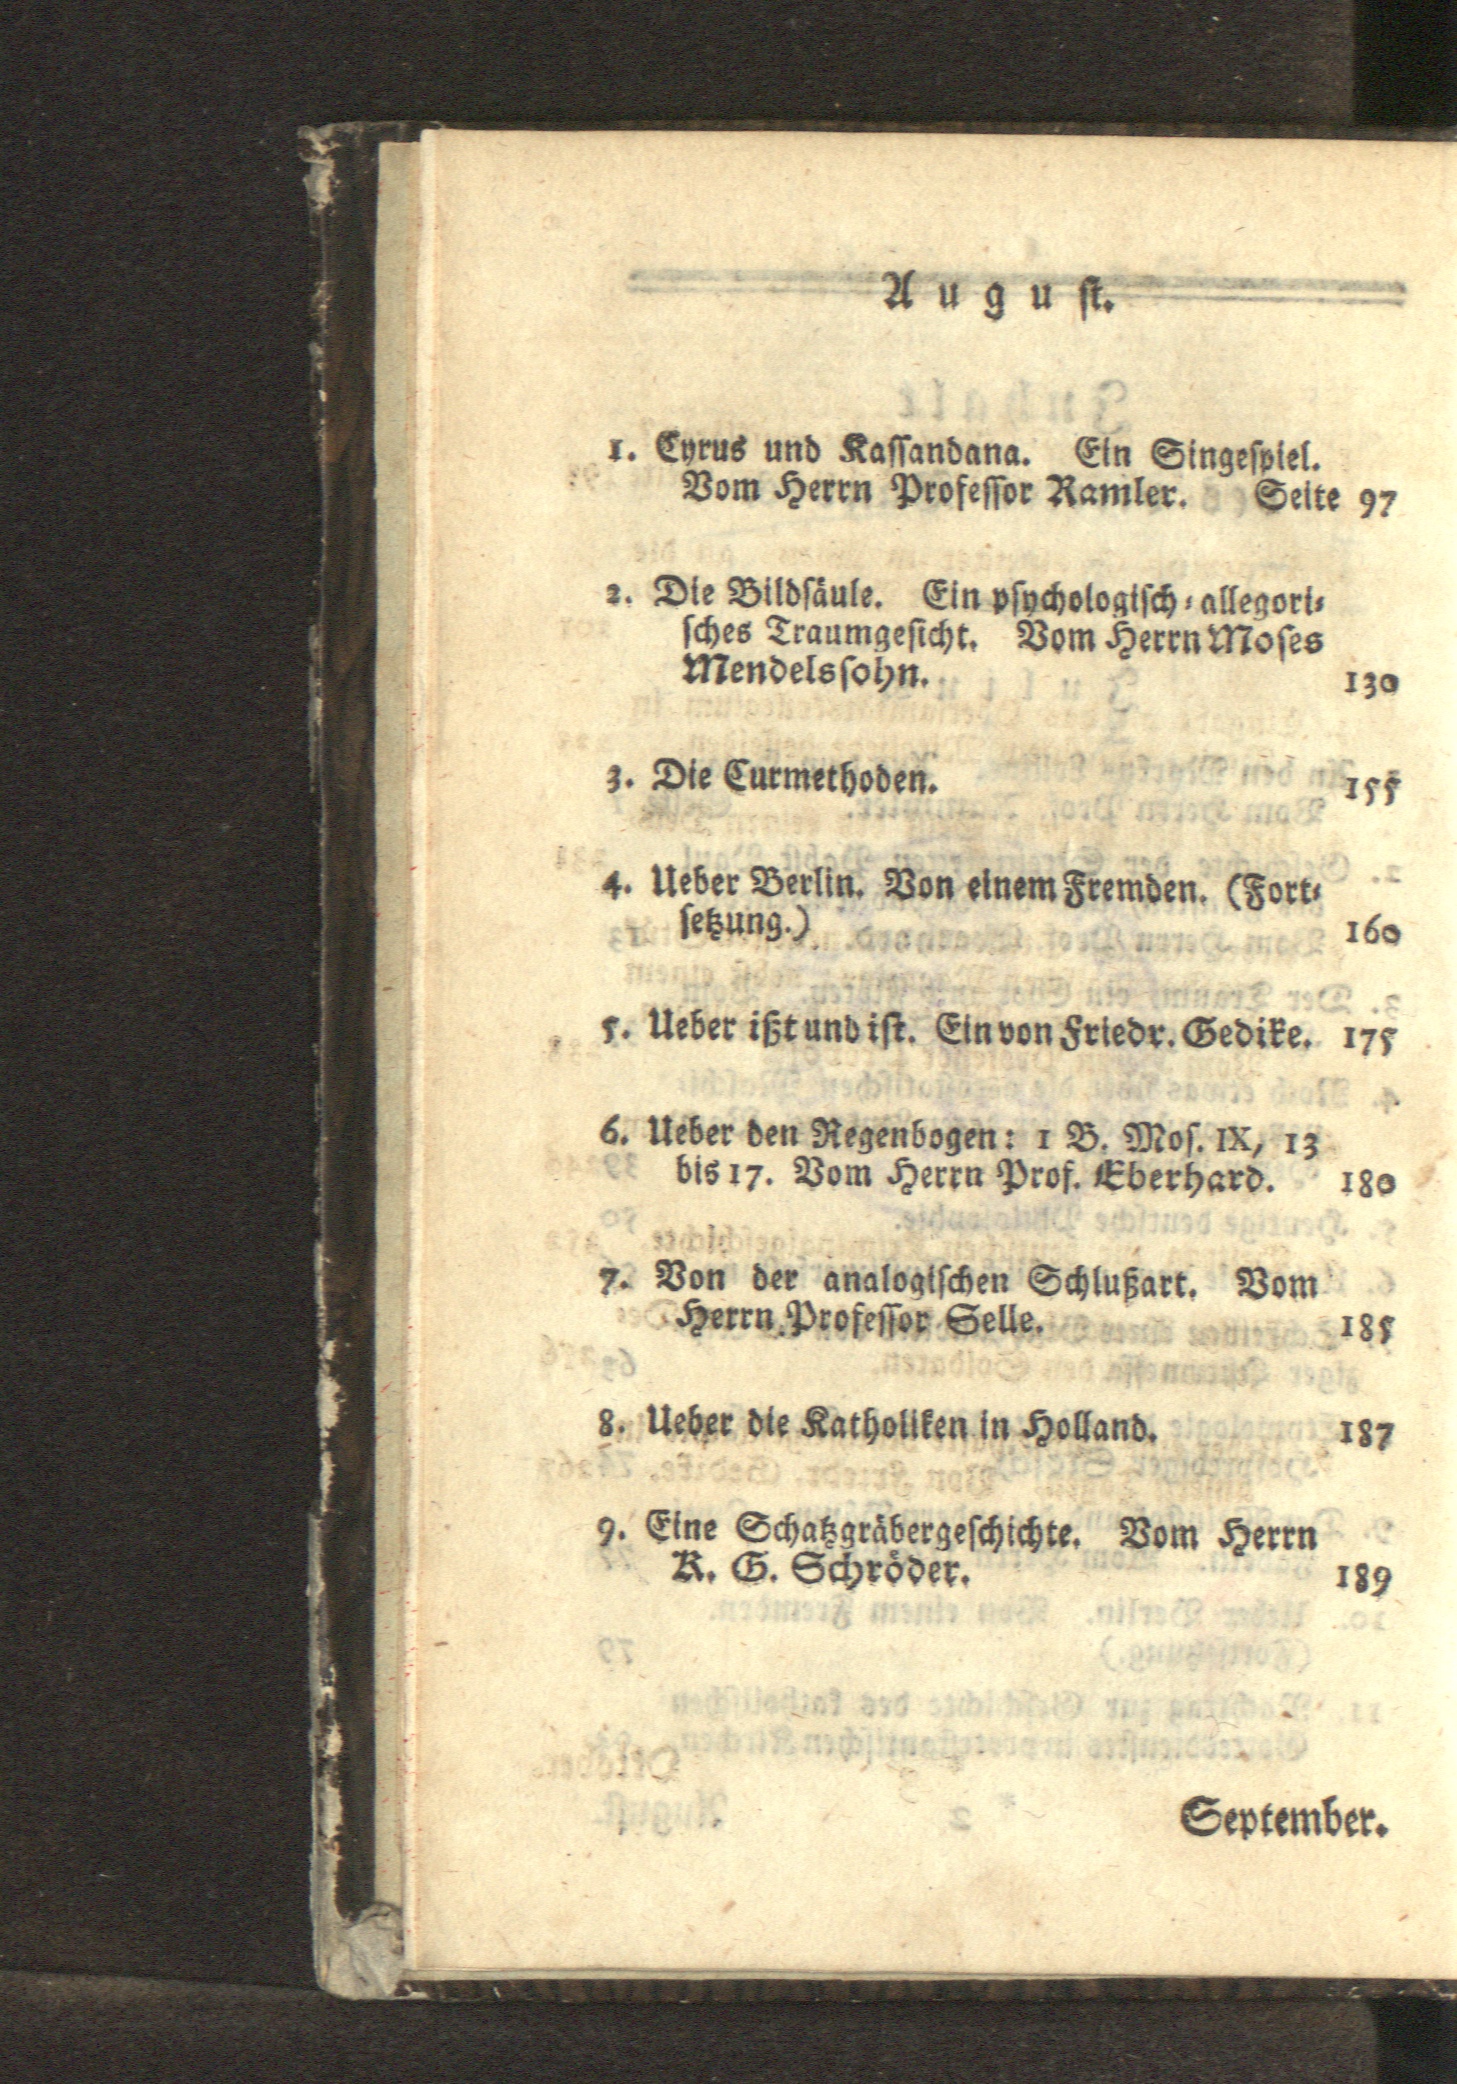 August.
1. Cyrus und Kassandana. Ein Singespiel.
Vom Herrn Professor Ramler. Seite 97
2. Die Bildsäule. Ein psychologisch-allegori-
sches Traumgesicht. Vom Herrn Moses
Mendelssohn. 130
3. Die Curmethoden. 155
4. Ueber Berlin. Von einem Fremden. (Fort-
setzung.) 160
5. Ueber ißt und ist. Ein von Friedr. Gedike. 175
6. Ueber den Regenbogen: 1 B. Mos. IX, 13
bis 17. Vom Herrn Prof. Eberhard. 180
7. Von der analogischen Schlußart. Vom
Herrn Professor Selle. 185
8. Ueber die Katholiken in Holland. 187
9. Eine Schatzgräbergeschichte. Vom Herrn
K. G. Schröder. 189
September.